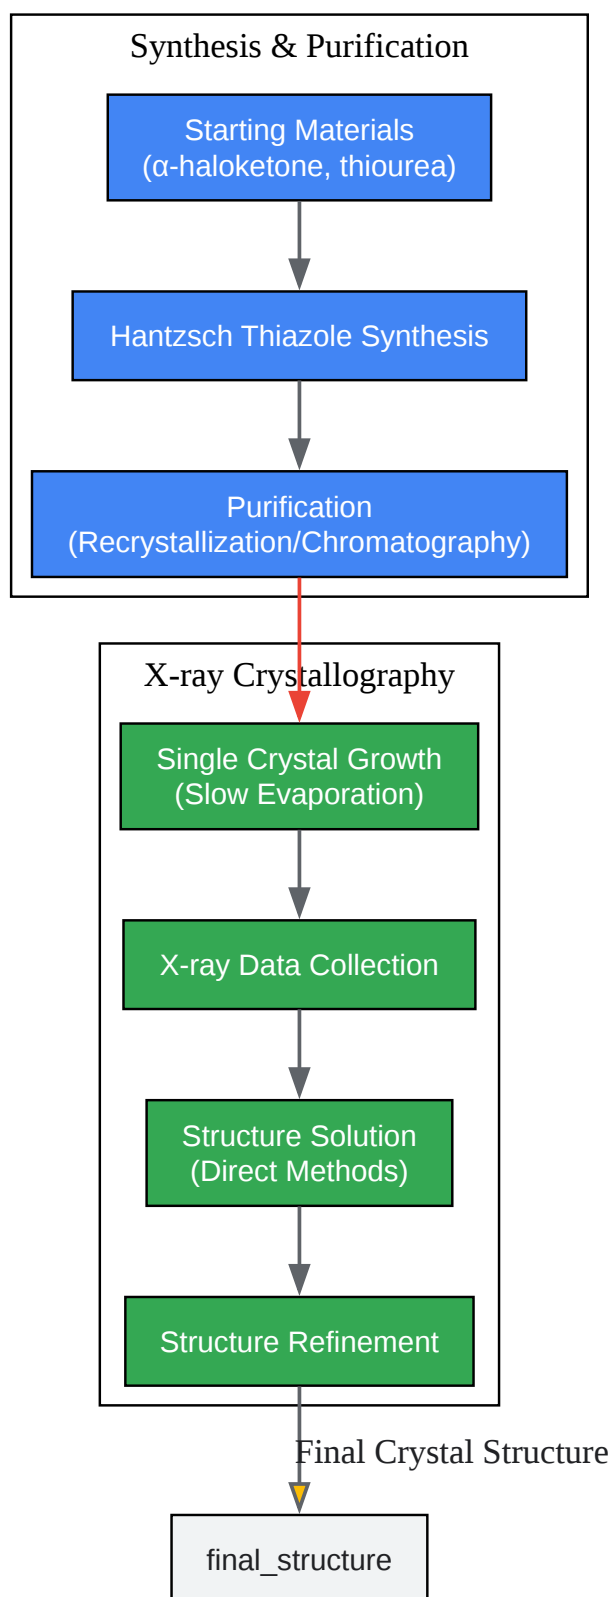 Synthesis & Purification
Starting Materials
(α-haloketone, thiourea)
Hantzsch Thiazole Synthesis
Purification
(Recrystallization/Chromatography)
X-ray Crystallography
Single Crystal Growth
(Slow Evaporation)
X-ray Data Collection
Structure Solution
(Direct Methods)
Structure Refinement
Final Crystal Structure
final_structure